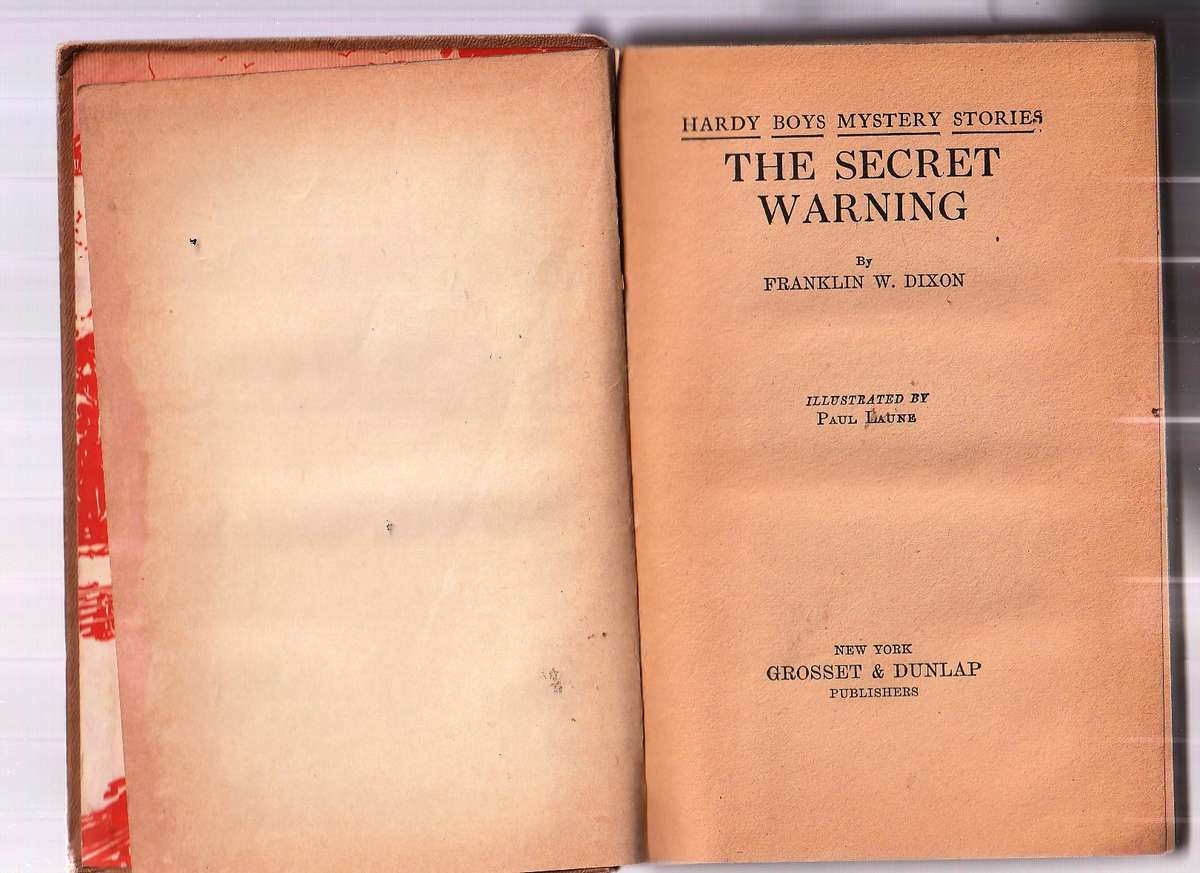 HARDY BOYS MYSTERY STORIES
THE SECRET
WARNING
By
FRANKLIN W. DIXON
ILLUSTRATED BY
PAUL LAUNE
NEW YORK
GROSSET & DUNLAP
PUBLISHERS